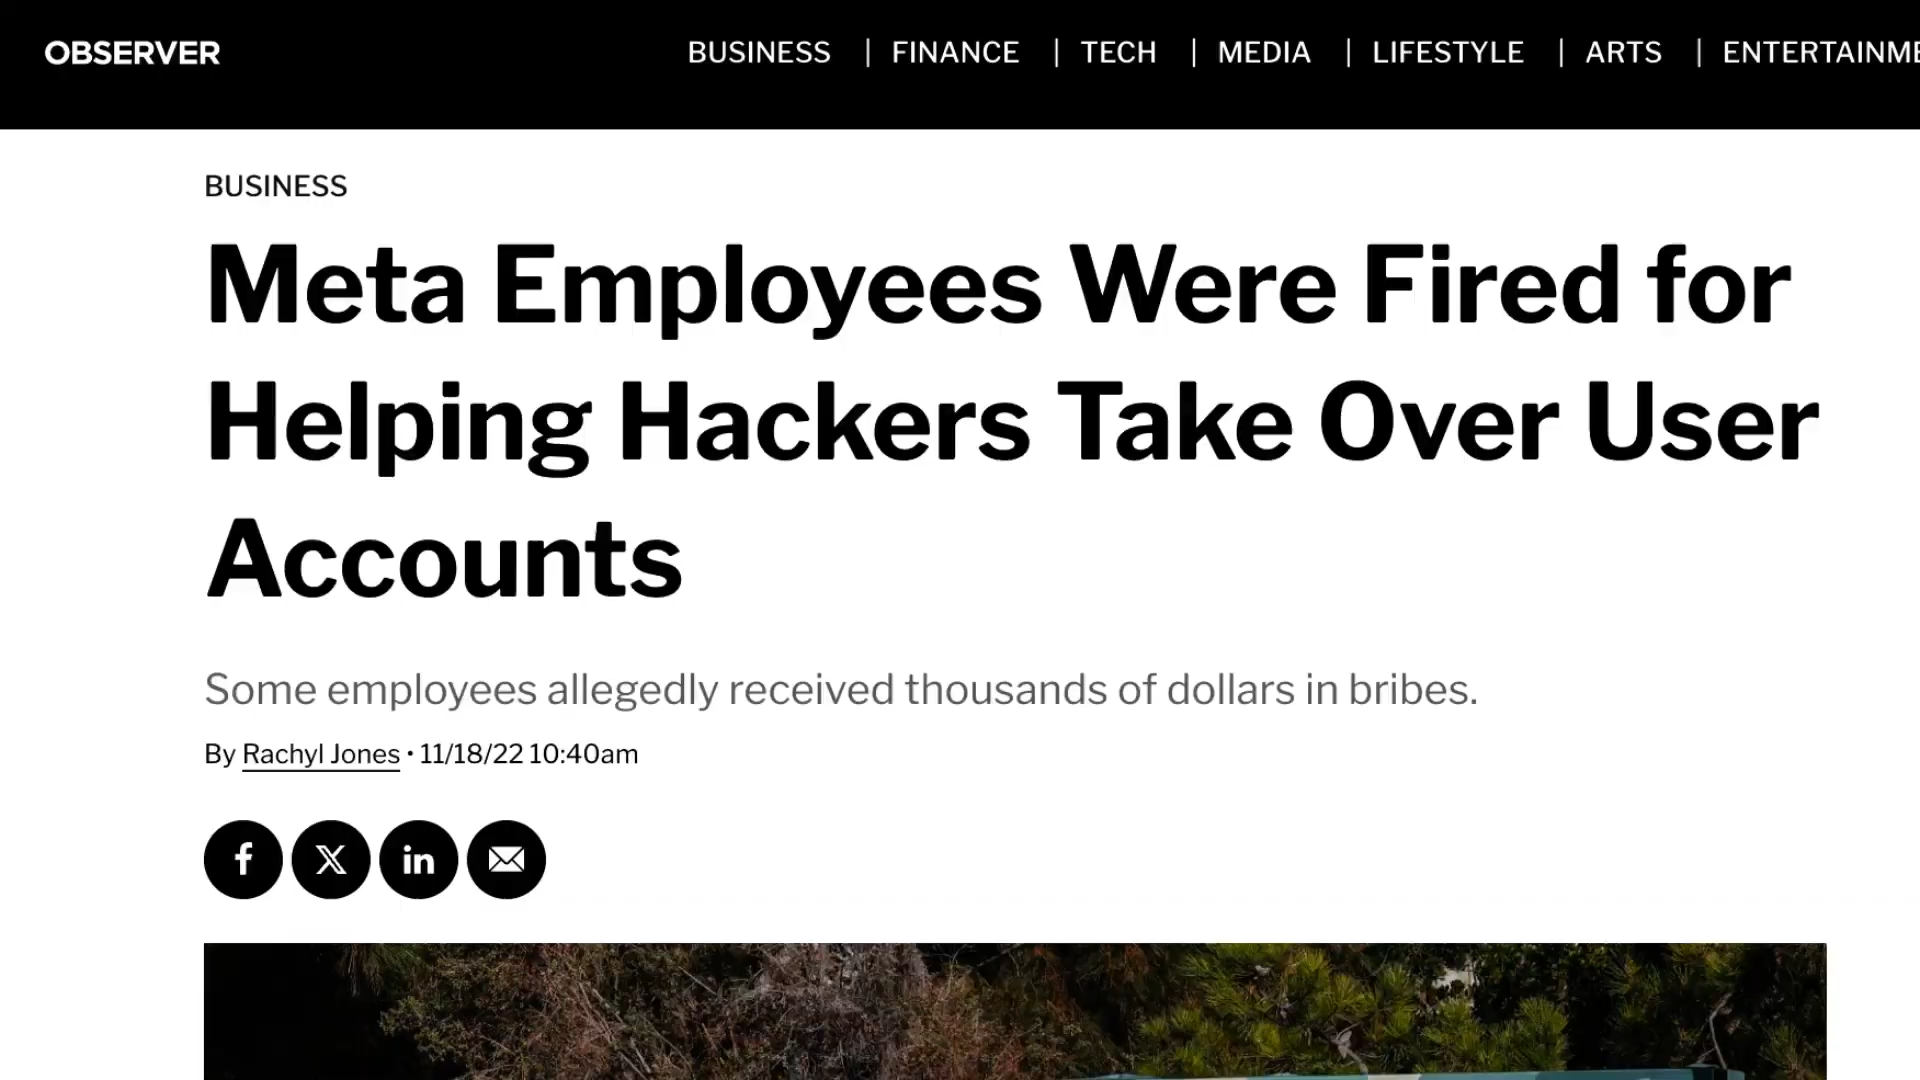 OBSERVER
BUSINESS | FINANCE | TECH | MEDIA | LIFESTYLE | ARTS | ENTERTAINME
BUSINESS
Meta Employees Were Fired for
Helping Hackers Take Over User
Accounts
Some employees allegedly received thousands of dollars in bribes.
By Rachyl Jones • 11/18/22 10:40am